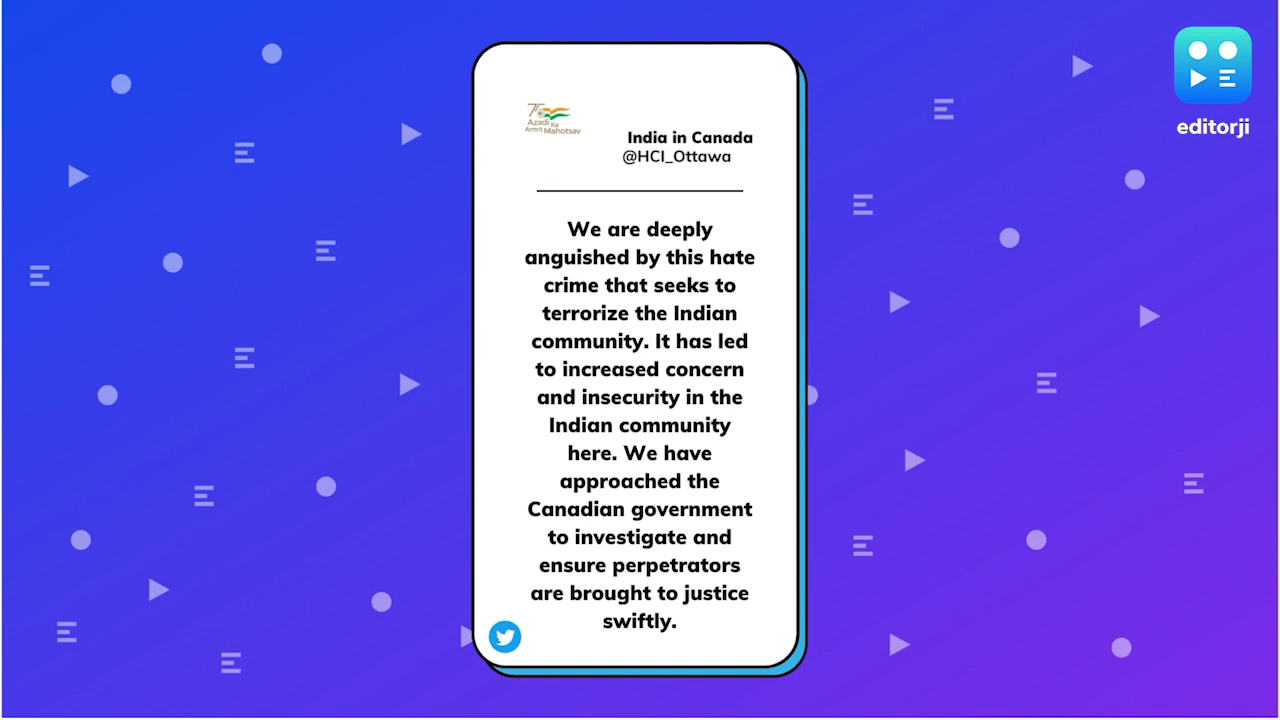 editorji
75
Azadi Ka
Amrit Mahotsav
India in Canada
@HCI_Ottawa
We are deeply
anguished by this hate
crime that seeks to
terrorize the Indian
community. It has led
to increased concern
and insecurity in the
Indian community
here. We have
approached the
Canadian government
to investigate and
ensure perpetrators
are brought to justice
swiftly.